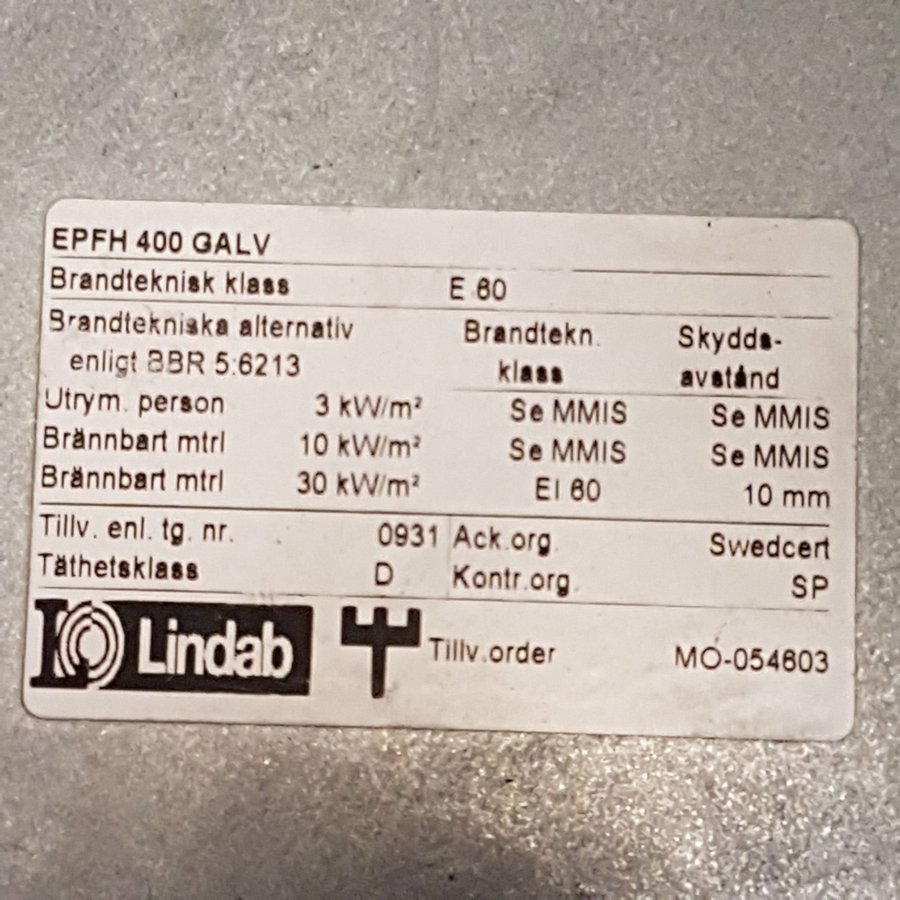 EPFH 400 GALV
Brandteknisk klass E 60
Brandtekniska alternativ Brandtekn. Skydds-
enligt BBR 5:6213 klass avstånd
Utrym. person 3 kW/m² Se MMIS Se MMIS
Brännbart mtrl 10 kW/m² Se MMIS Se MMIS
Brännbart mtrl 30 kW/m² EI 60 10 mm
Tillv. enl. tg. nr. 0931 Ack.org. Swedcert
Täthetsklass D Kontr.org. SP
Lindab Tillv.order MO-054603